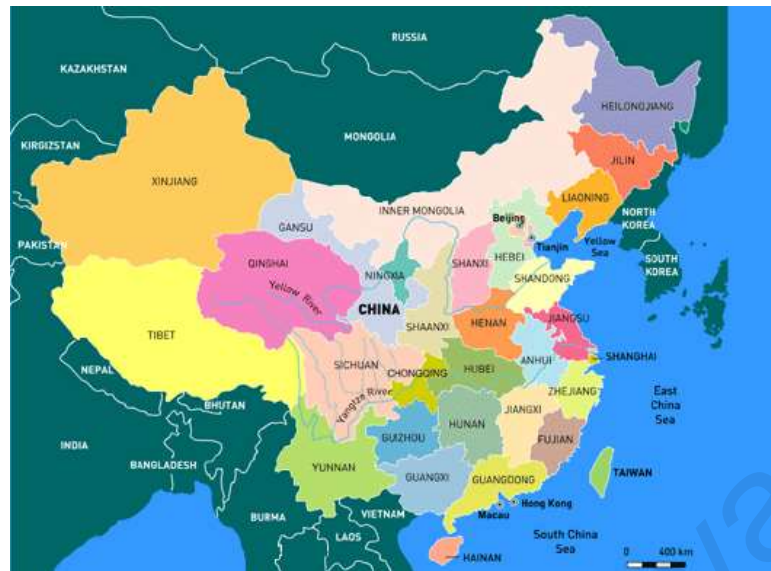 RUSSIA
KAZAKHSTAN
HEILONGJIANG
MONGOLIA
KIRGIZSTAN
JILIN
XINJIANG
LIAONING
INNER MONGOLIA
NORTH
KOREA
Beijing
GANSU
Tianjin
Yellow
Sea
PAKISTAN
HEBEI
SOUTH
KOREA
QINGHAI
NINGXIA
SHANXI
SHANDONG
Yellow River
CHINA
JIANGSU
HENAN
SHAANXI
TIBET
SHANGHAI
ANHUI
SICHUAN
NEPAL
CHONGQING
HUBEI
Yangtze River
ZHEJIANG
East
China
Sea
BHUTAN
JIANGXI
HUNAN
GUIZHOU
FUJIAN
INDIA
BANGLADESH
YUNNAN
TAIWAN
GUANGXI
GUANGDONG
Hong Kong
Macau
BURMA
VIETNAM
South China
Sea
LAOS
0 400 km
HAINAN